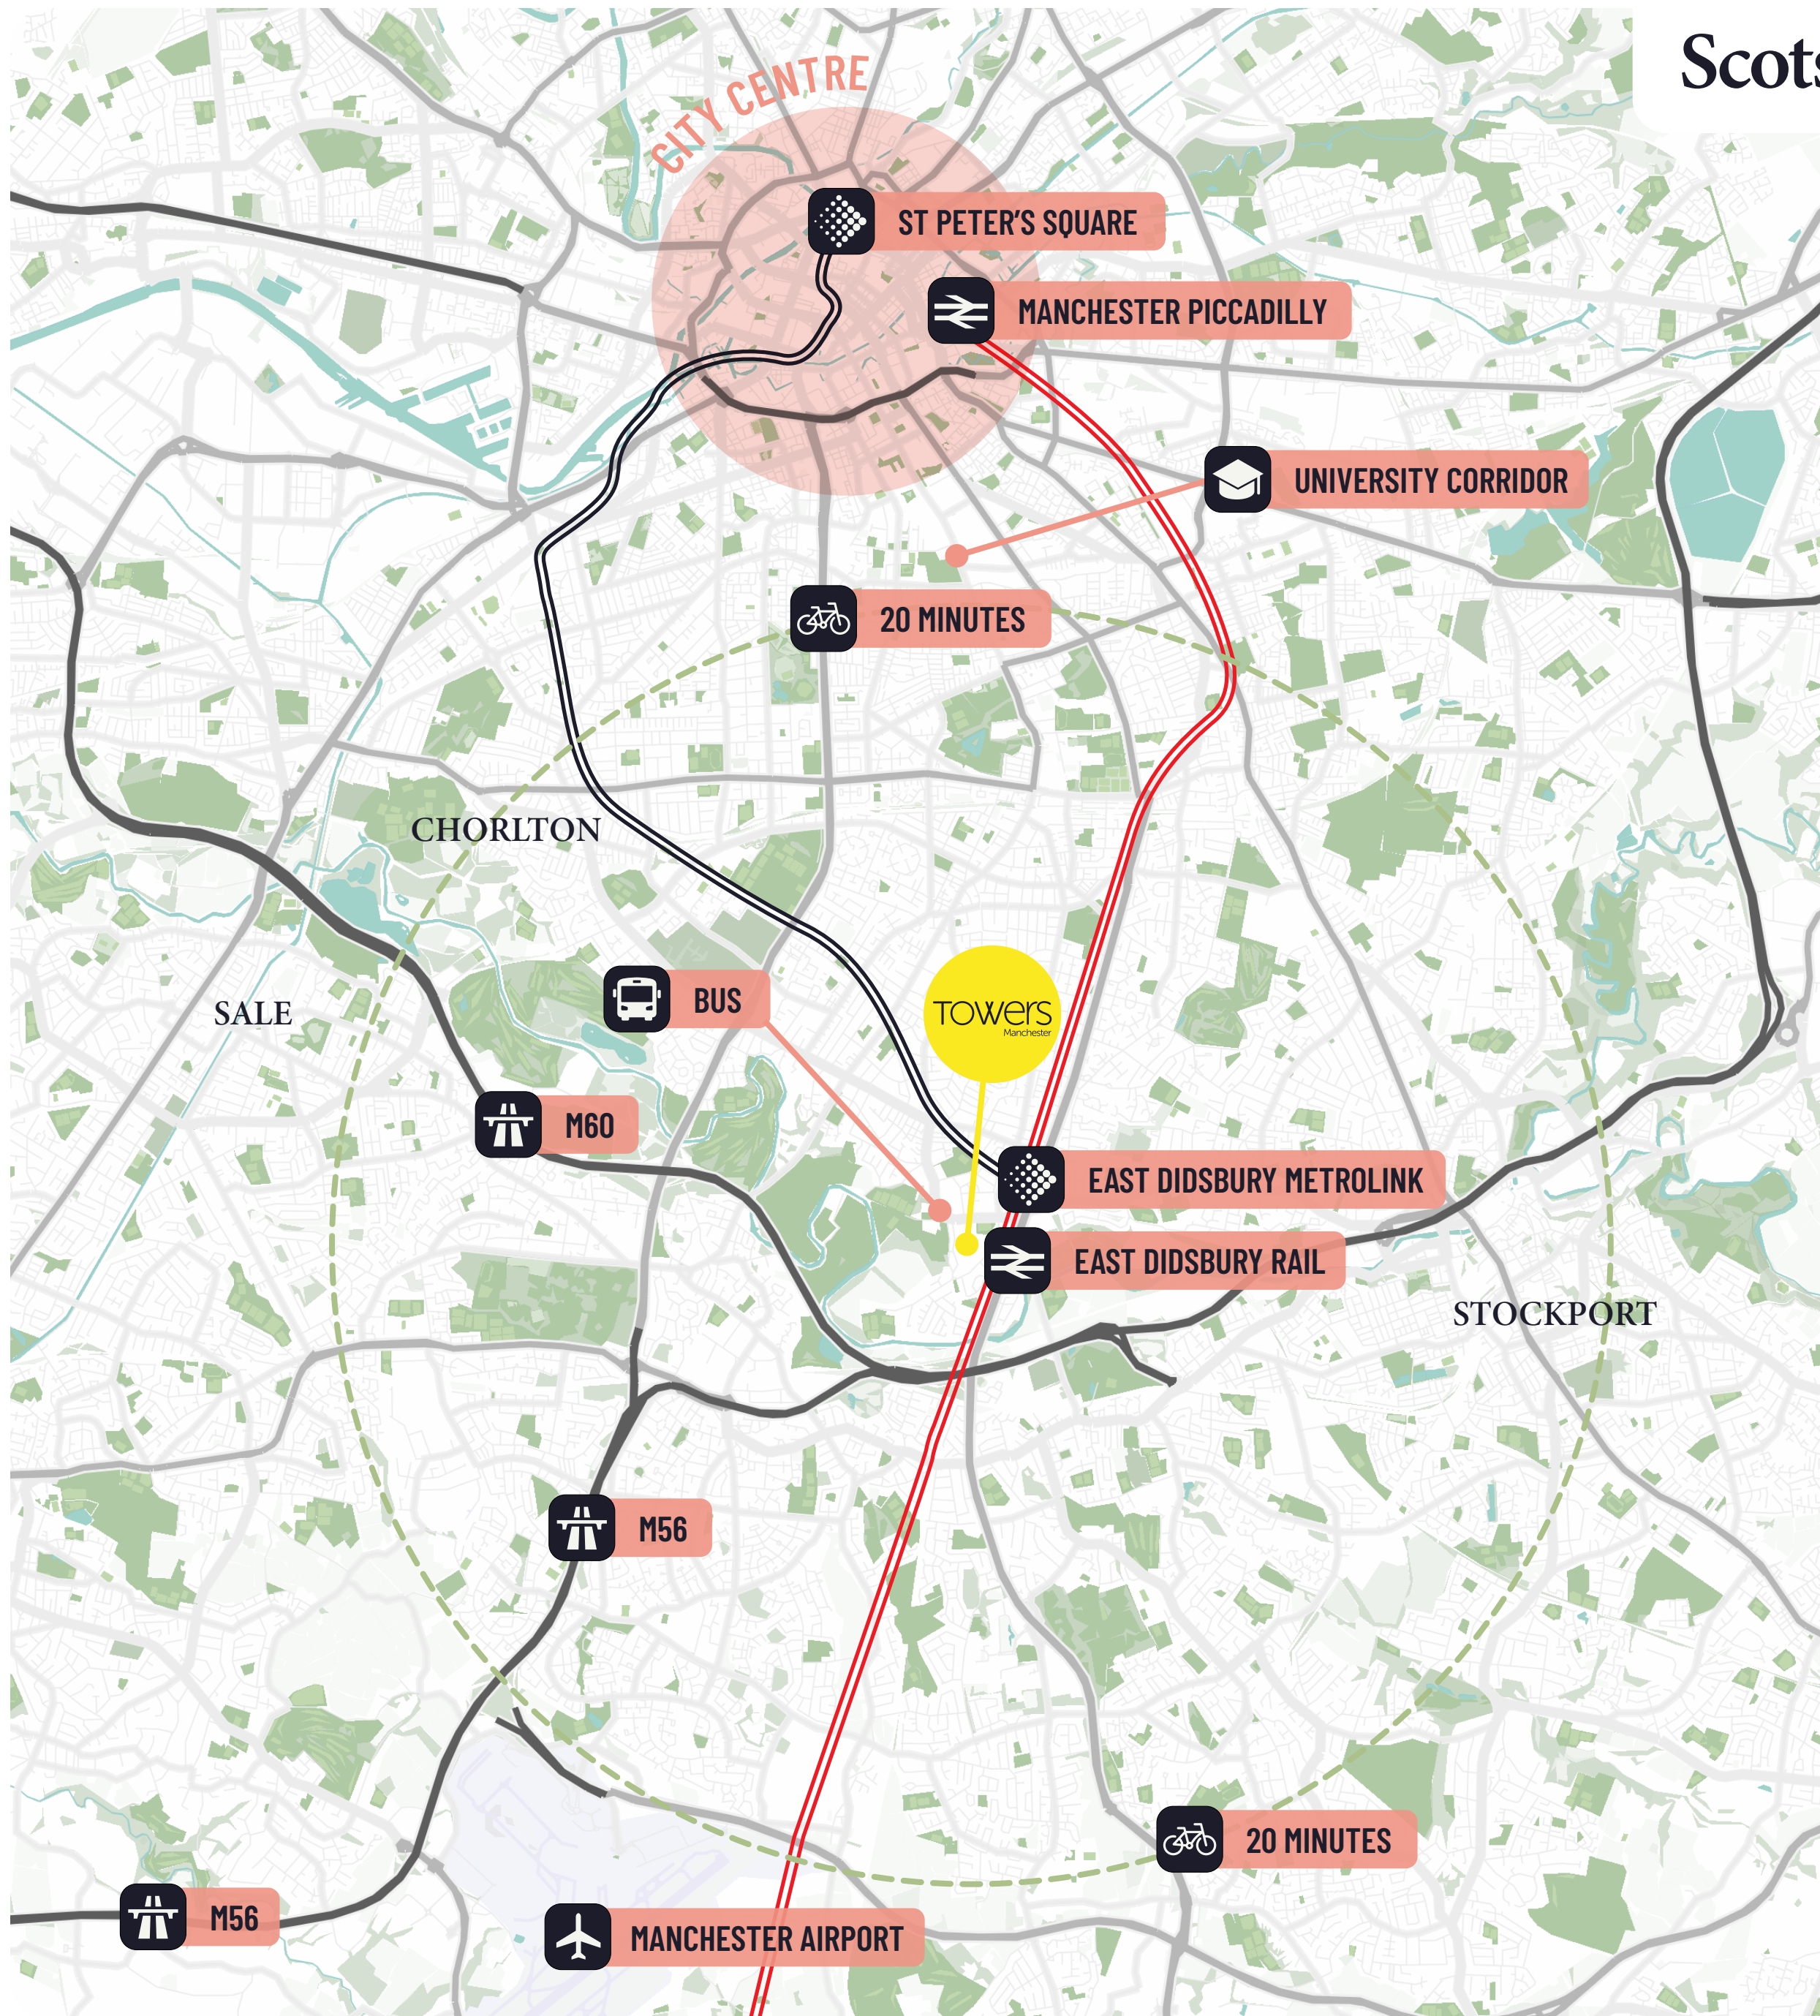 Scots
CITY CENTRE
ST PETER’S SQUARE
MANCHESTER PICCADILLY
UNIVERSITY CORRIDOR
20 MINUTES
CHORLTON
SALE
BUS
TOWERS
Manchester
M60
EAST DIDSBURY METROLINK
EAST DIDSBURY RAIL
STOCKPORT
M56
20 MINUTES
M56
MANCHESTER AIRPORT